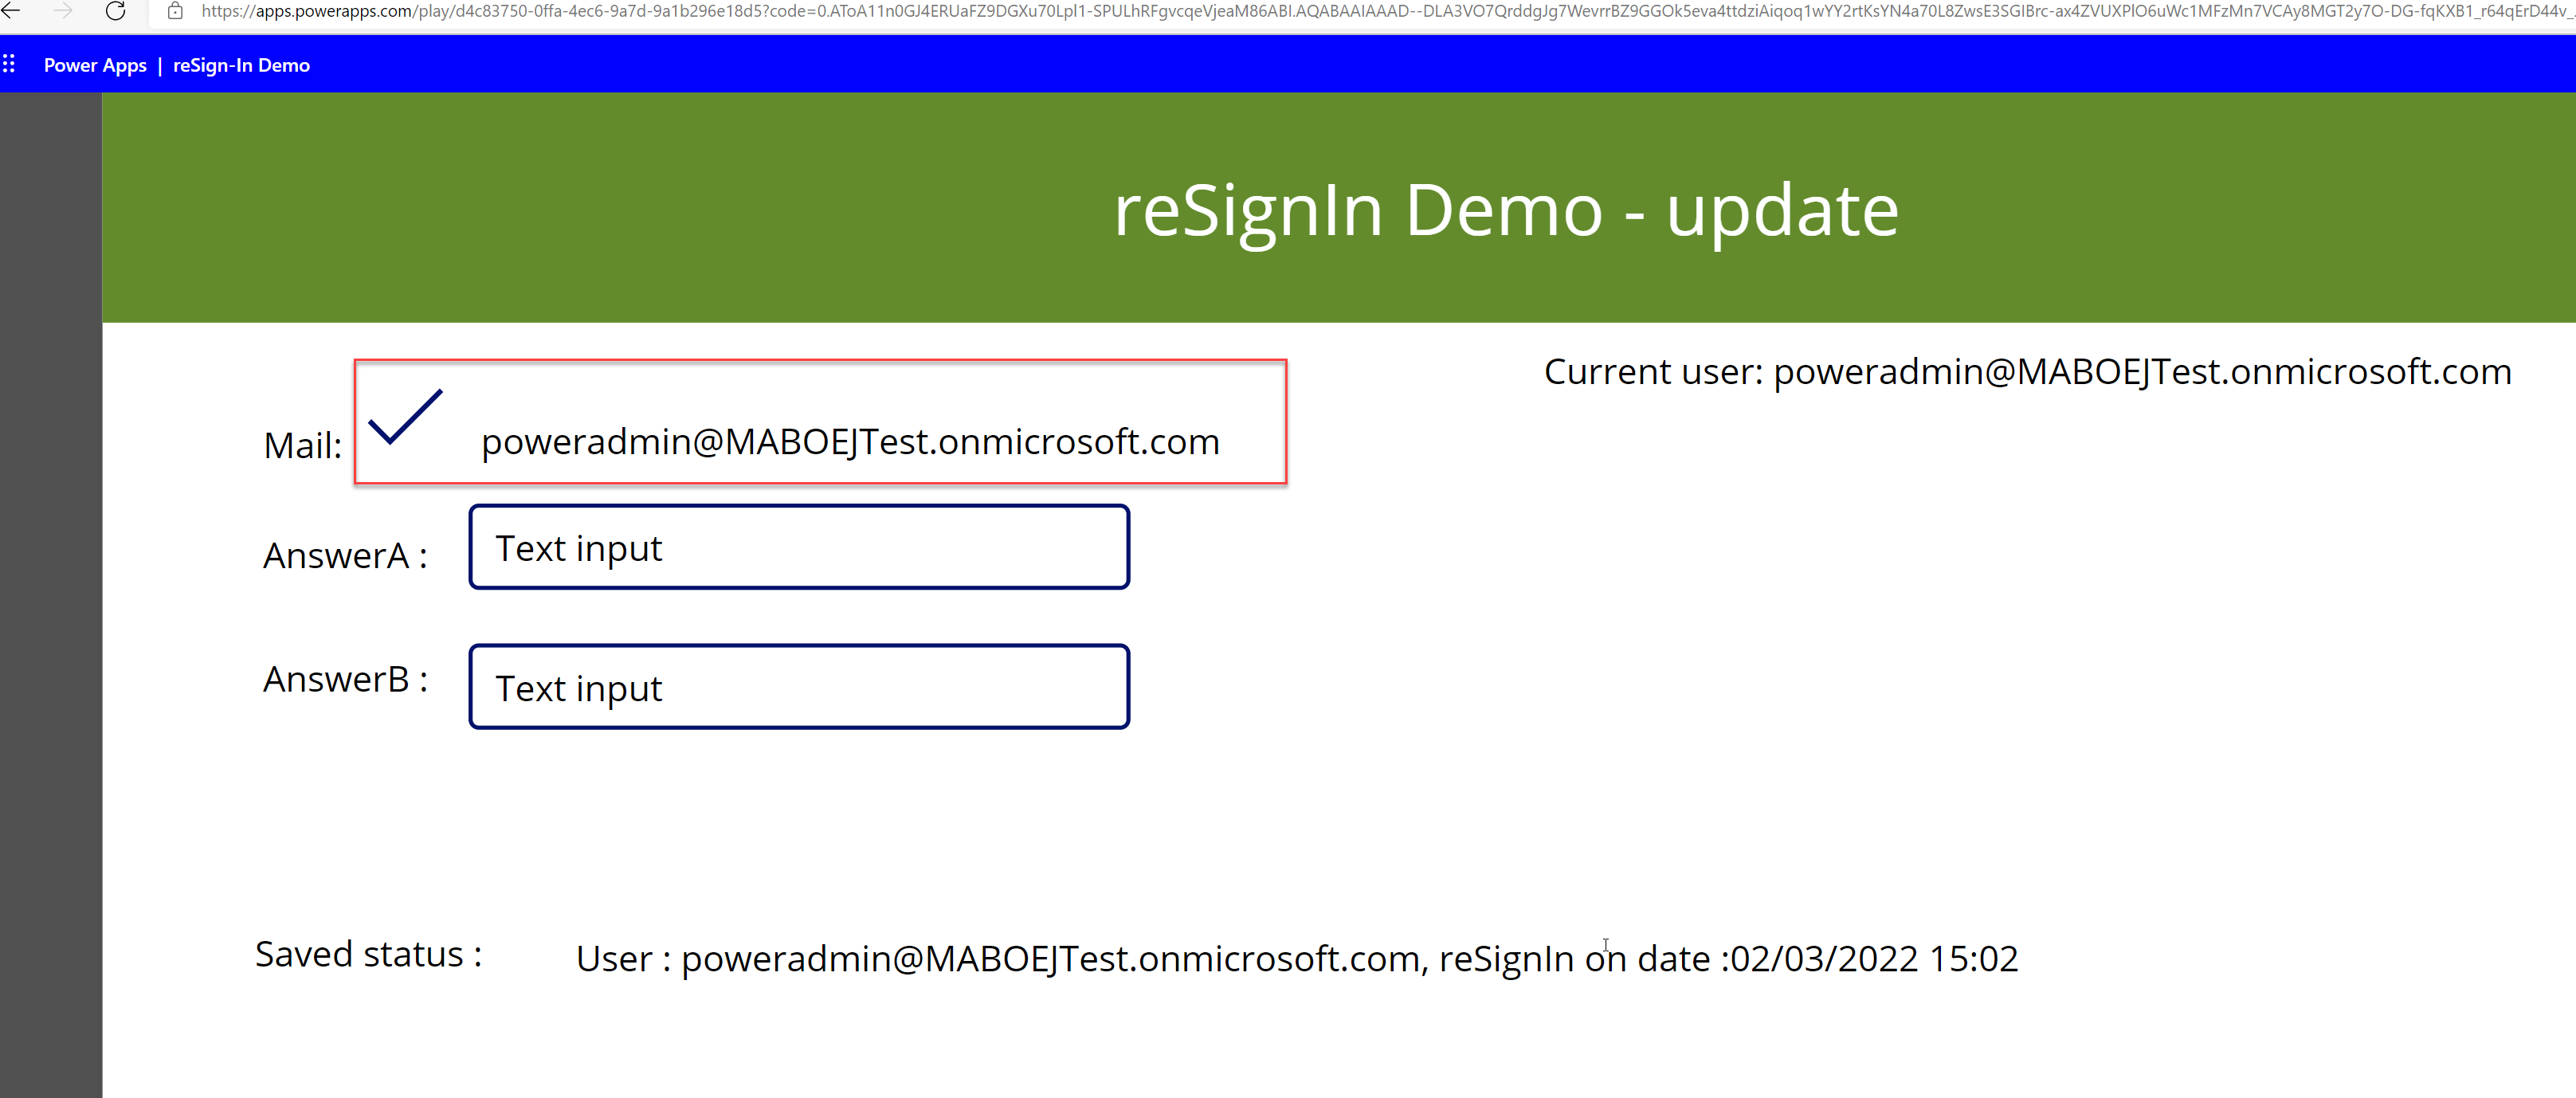 https://apps.powerapps.com/play/d4c83750-0ffa-4ec6-9a7d-9a1b296e18d5?code=0.AToA11n0GJ4ERUaFZ9DGXu70Lpl1-SPULhRFgvcqeVjeaM86ABI.AQABAAIAAAD--DLA3VO7QrddgJg7WevrrBZ9GGOk5eva4ttdziAiqoq1wYY2rtKsYN4a70L8ZwsE3SGIBrc-ax4ZVUXPlO6uWc1MFzMn7VCAy8MGT2y7O-DG-fqKXB1_r64qErD44v_
Power Apps | reSign-In Demo
reSignIn Demo - update
Current user: poweradmin@MABOEJTest.onmicrosoft.com
Mail: poweradmin@MABOEJTest.onmicrosoft.com
AnswerA : Text input
AnswerB : Text input
Saved status : User : poweradmin@MABOEJTest.onmicrosoft.com, reSignIn on date :02/03/2022 15:02